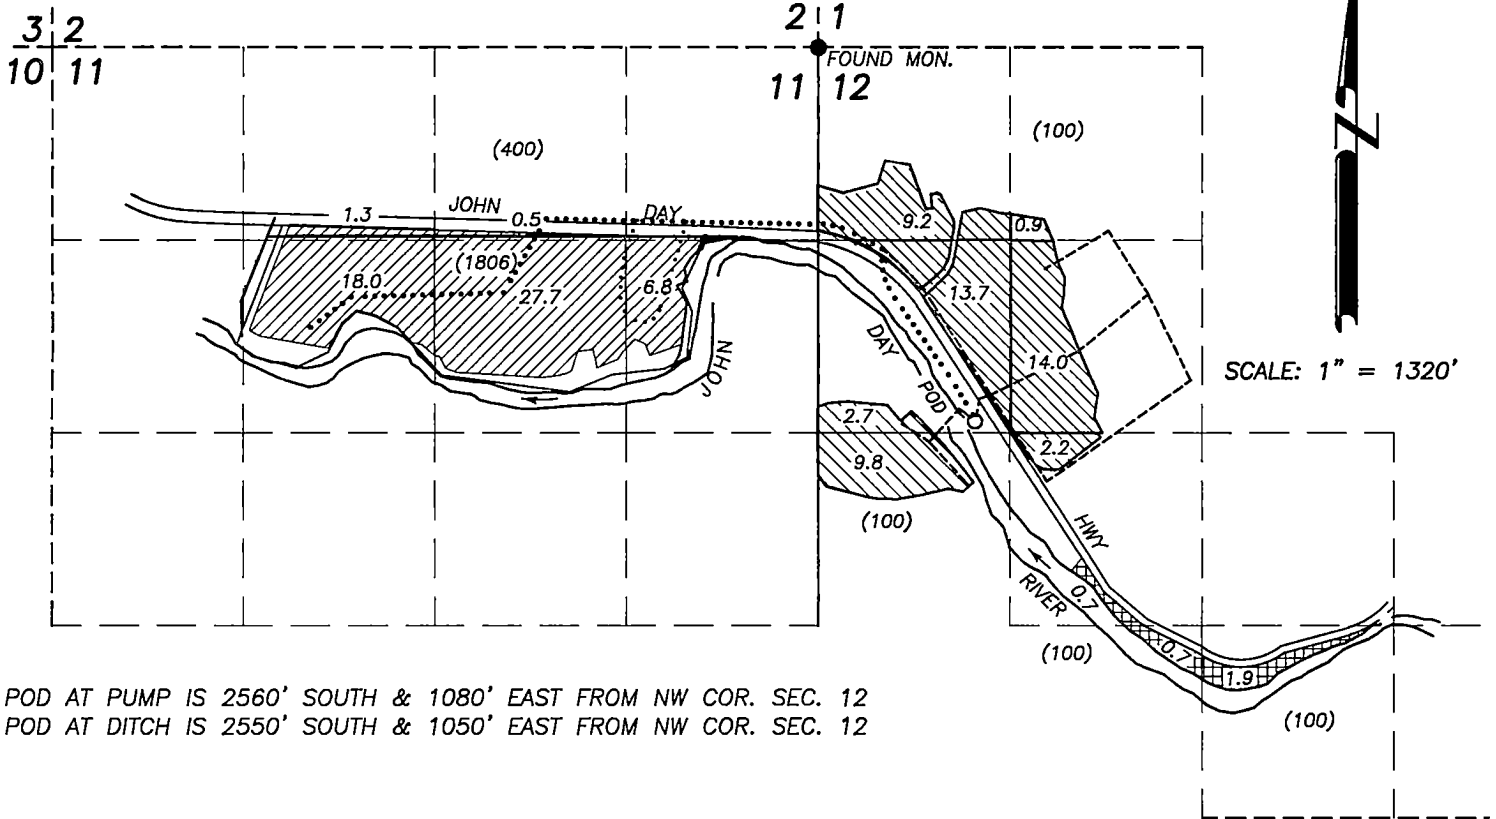 3 2
2 1
10 11
11 12
FOUND MON.
(400)
(100)
1.3
JOHN
0.5
DAY
9.2
0.9
(1806)
18.0
27.7
6.8
13.7
JOHN
DAY
14.0
SCALE: 1" = 1320'
POD
2.7
2.2
9.8
(100)
HWY
RIVER
0.7
(100)
0.7
1.9
(100)
POD AT PUMP IS 2560' SOUTH & 1080' EAST FROM NW COR. SEC. 12
POD AT DITCH IS 2550' SOUTH & 1050' EAST FROM NW COR. SEC. 12
Z